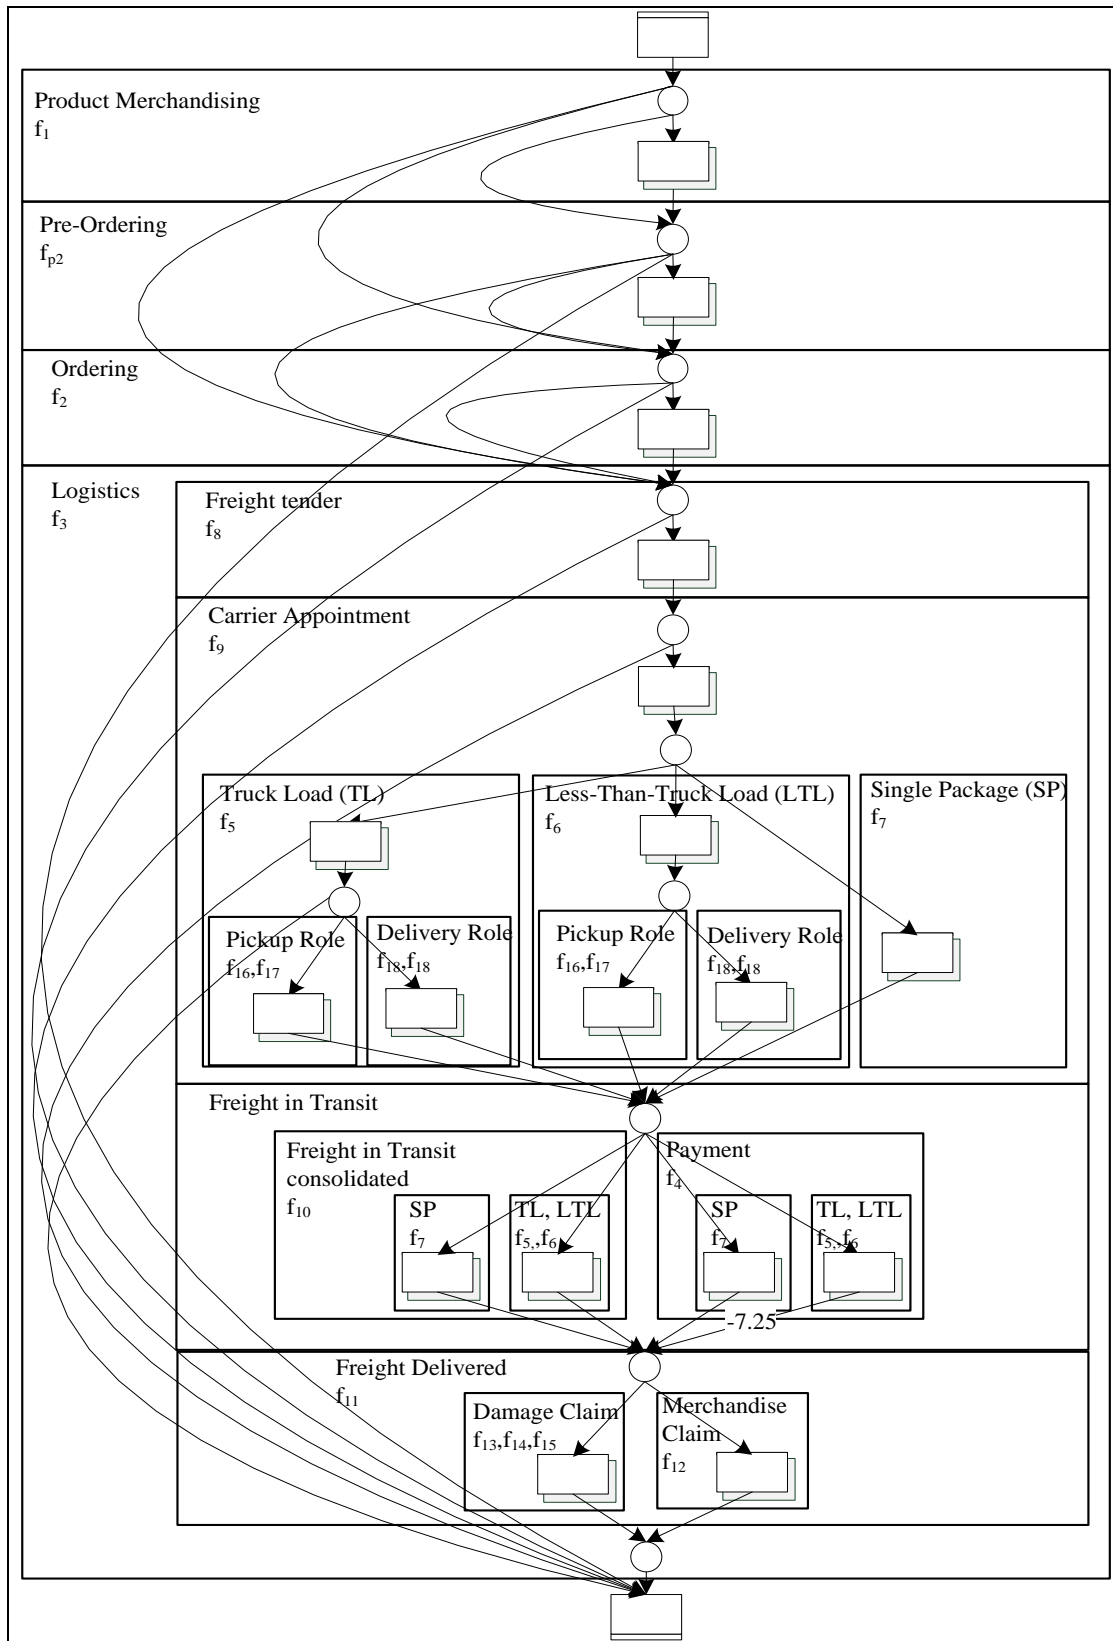 Product Merchandising
f1
Pre-Ordering
fp2
Ordering
f2
Logistics
f3
Freight tender
f8
Carrier Appointment
f9
Truck Load (TL)
f5
Less-Than-Truck Load (LTL)
f6
Single Package (SP)
f7
Pickup Role
f16,f17
Delivery Role
f18,f18
Pickup Role
f16,f17
Delivery Role
f18,f18
Freight in Transit
Freight in Transit
consolidated
f10
SP
f7
TL, LTL
f5,,f6
Payment
f4
SP
f7
TL, LTL
f5,,f6
-7.25
Freight Delivered
f11
Damage Claim
f13,f14,f15
Merchandise
Claim
f12